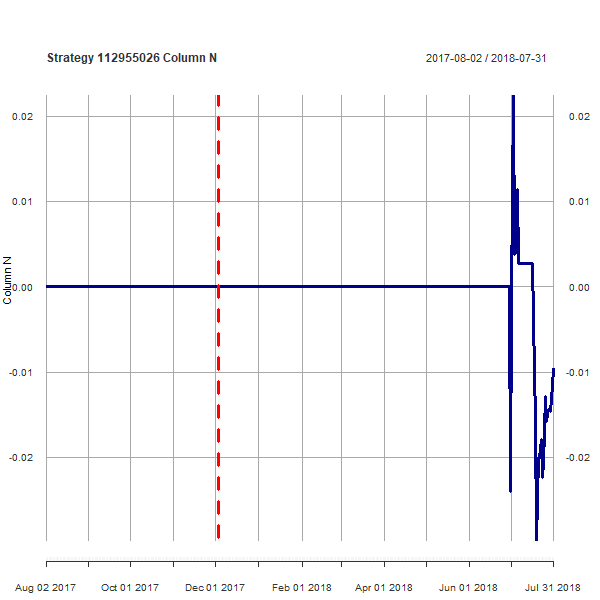 Strategy 112955026 Column N 2017-08-02 / 2018-07-31
0.02 0.02
0.01 0.01
0.00 0.00
Column N
-0.01 -0.01
-0.02 -0.02
Aug 02 2017 Oct 01 2017 Dec 01 2017 Feb 01 2018 Apr 01 2018 Jun 01 2018 Jul 31 2018